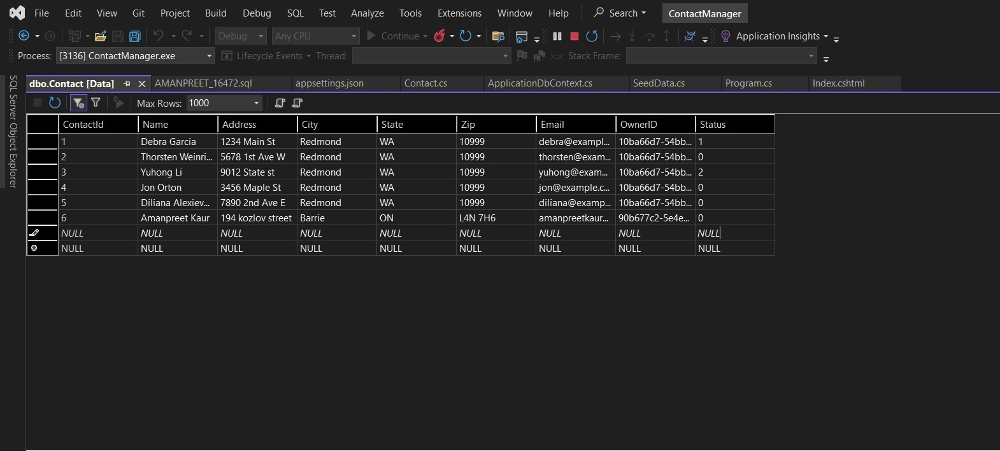 File Edit View Git Project Build Debug SQL Test Analyze Tools Extensions Window Help Search ContactManager
Debug Any CPU Continue Application Insights
Process: [3136] ContactManager.exe Lifecycle Events Thread: Stack Frame:
SQL Server Object Explorer
dbo.Contact [Data] AMANPREET_16472.sql appsettings.json Contact.cs ApplicationDbContext.cs SeedData.cs Program.cs Index.cshtml
Max Rows: 1000
ContactId Name Address City State Zip Email OwnerID Status
1 Debra Garcia 1234 Main St Redmond WA 10999 debra@exampl... 10ba66d7-54bb... 1
2 Thorsten Weinri... 5678 1st Ave W Redmond WA 10999 thorsten@exam... 10ba66d7-54bb... 0
3 Yuhong Li 9012 State st Redmond WA 10999 yuhong@exam... 10ba66d7-54bb... 2
4 Jon Orton 3456 Maple St Redmond WA 10999 jon@example.c... 10ba66d7-54bb... 0
5 Diliana Alexiev... 7890 2nd Ave E Redmond WA 10999 diliana@examp... 10ba66d7-54bb... 0
6 Amanpreet Kaur 194 kozlov street Barrie ON L4N 7H6 amanpreetkaur... 90b677c2-5e4e... 0
NULL NULL NULL NULL NULL NULL NULL NULL NULL
NULL NULL NULL NULL NULL NULL NULL NULL NULL